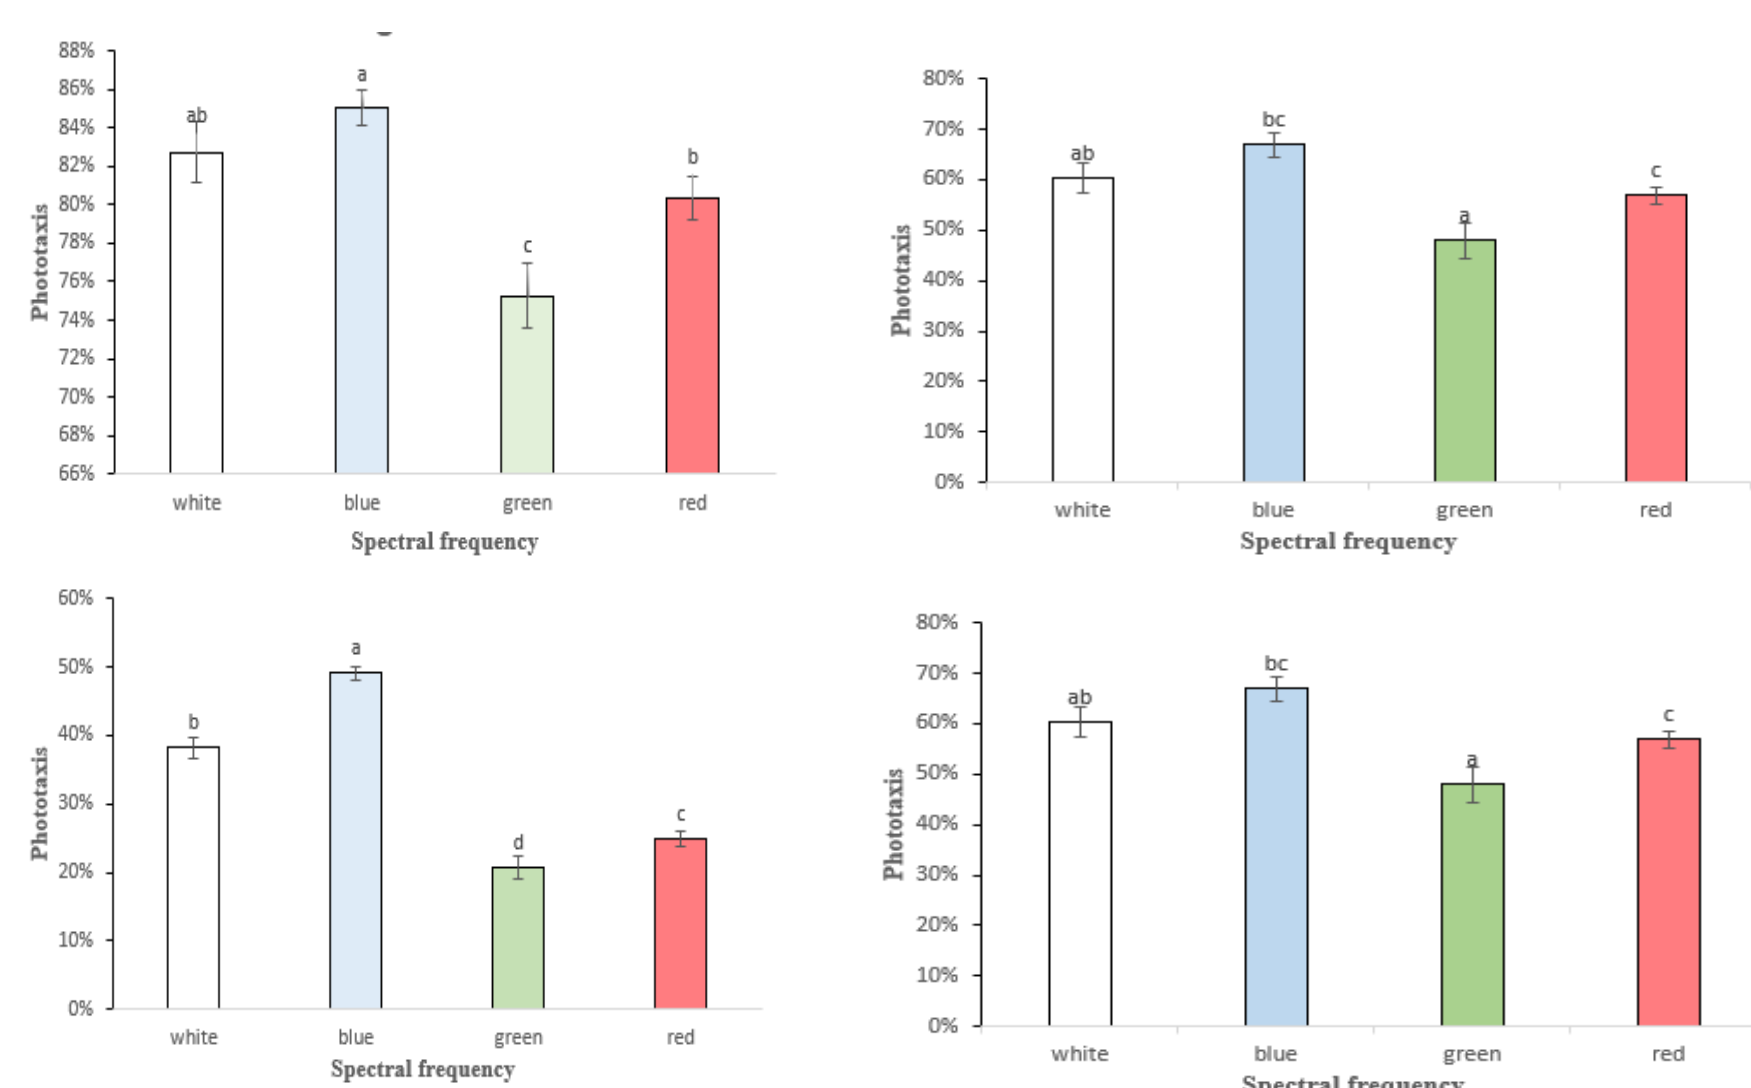 88%
86%
84%
82%
80%
78%
76%
74%
72%
70%
68%
66%
Phototaxis
ab
a
c
b
white blue green red
Spectral frequency
80%
70%
60%
50%
40%
30%
20%
10%
0%
Phototaxis
ab
bc
a
c
white blue green red
Spectral frequency
60%
50%
40%
30%
20%
10%
0%
Phototaxis
b
a
d
c
white blue green red
Spectral frequency
80%
70%
60%
50%
40%
30%
20%
10%
0%
Phototaxis
ab
bc
a
c
white blue green red
Spectral frequency